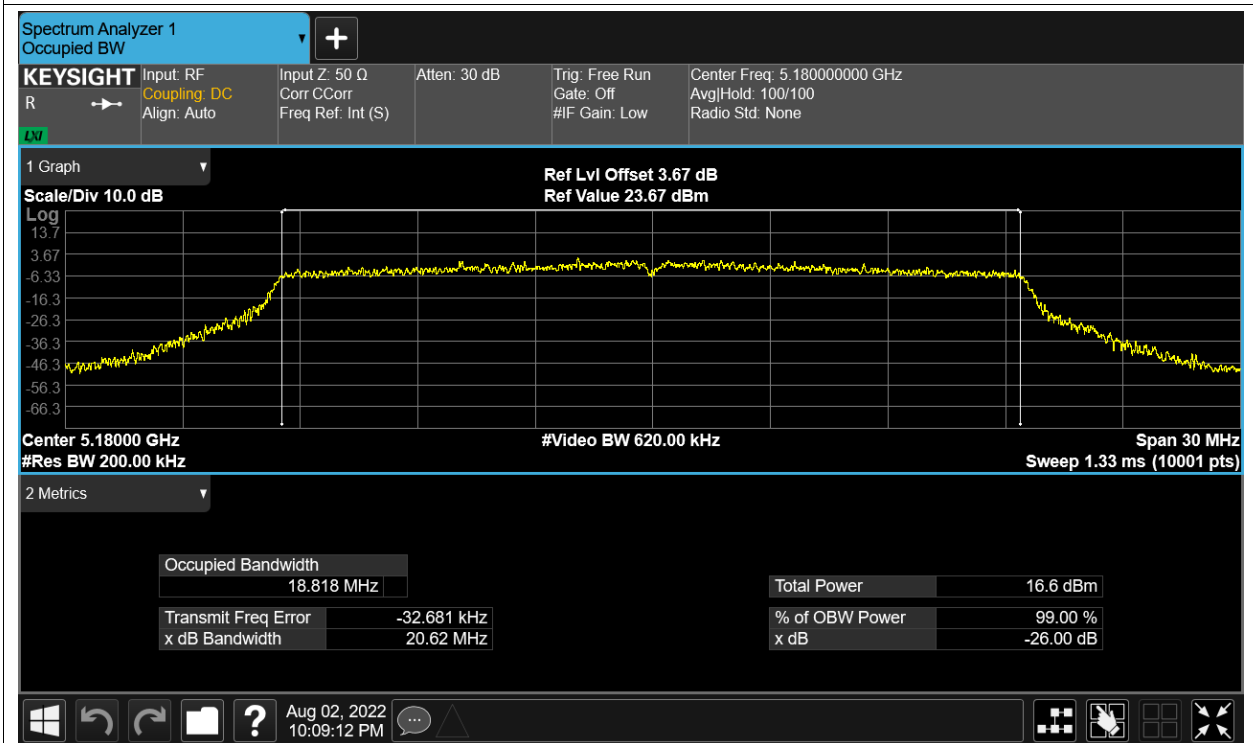 Spectrum Analyzer 1
Occupied BW
KEYSIGHT
R
LXI
Input: RF
Coupling: DC
Align: Auto
Input Z: 50 Ω
Corr CCorr
Freq Ref: Int (S)
Atten: 30 dB
Trig: Free Run
Gate: Off
#IF Gain: Low
Center Freq: 5.180000000 GHz
Avg|Hold: 100/100
Radio Std: None
1 Graph
Scale/Div 10.0 dB
Ref Lvl Offset 3.67 dB
Ref Value 23.67 dBm
Log
13.7
3.67
-6.33
-16.3
-26.3
-36.3
-46.3
-56.3
-66.3
Center 5.18000 GHz
#Video BW 620.00 kHz
Span 30 MHz
#Res BW 200.00 kHz
Sweep 1.33 ms (10001 pts)
2 Metrics
Occupied Bandwidth
18.818 MHz
Total Power 16.6 dBm
Transmit Freq Error -32.681 kHz
% of OBW Power 99.00 %
x dB Bandwidth 20.62 MHz
x dB -26.00 dB
Aug 02, 2022
10:09:12 PM